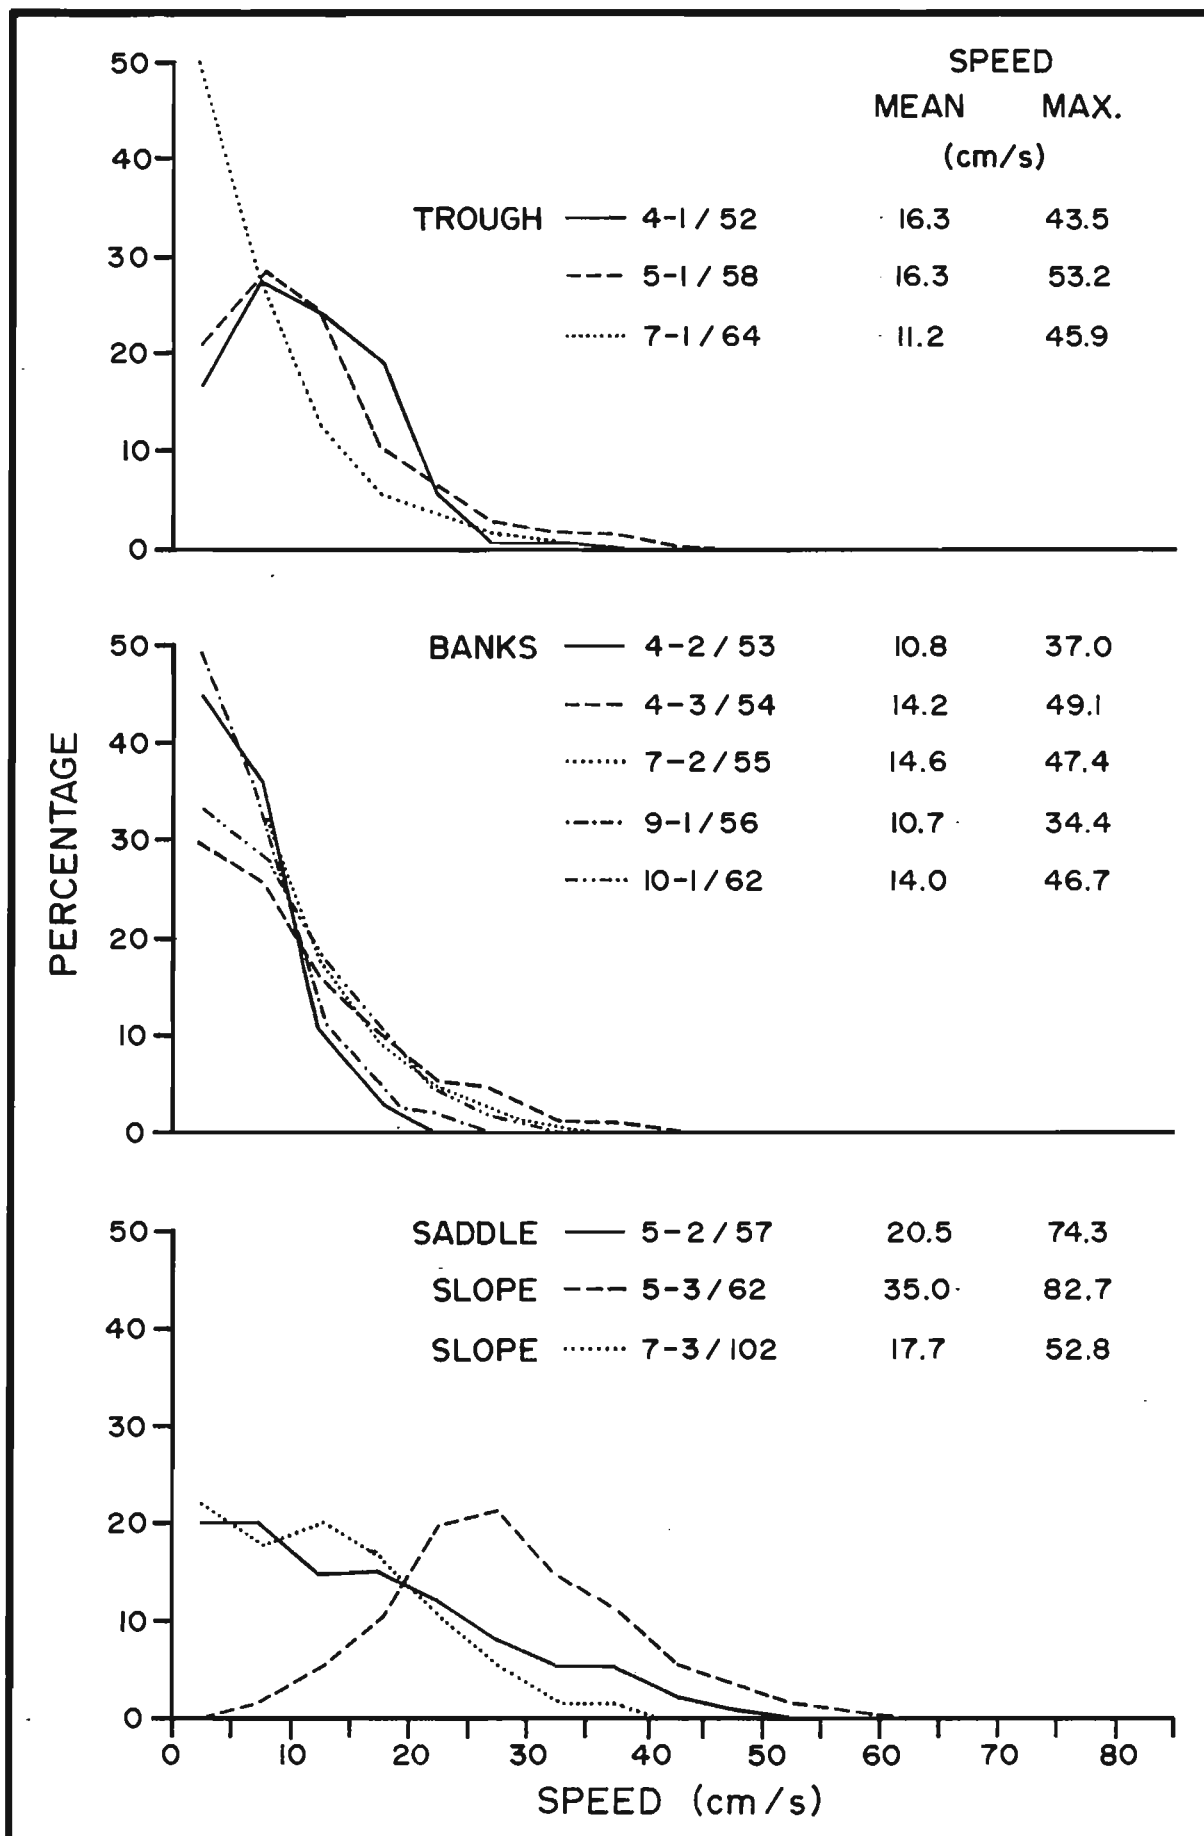 SPEED
MEAN MAX.
(cm/s)
50
40
30
20
10
0
TROUGH 4-1/52 16.3 43.5
5-1/58 16.3 53.2
7-1/64 11.2 45.9
PERCENTAGE
50
40
30
20
10
0
BANKS 4-2/53 10.8 37.0
4-3/54 14.2 49.1
7-2/55 14.6 47.4
9-1/56 10.7 34.4
10-1/62 14.0 46.7
50
40
30
20
10
0
SADDLE 5-2/57 20.5 74.3
SLOPE 5-3/62 35.0 82.7
SLOPE 7-3/102 17.7 52.8
0 10 20 30 40 50 60 70 80
SPEED (cm/s)